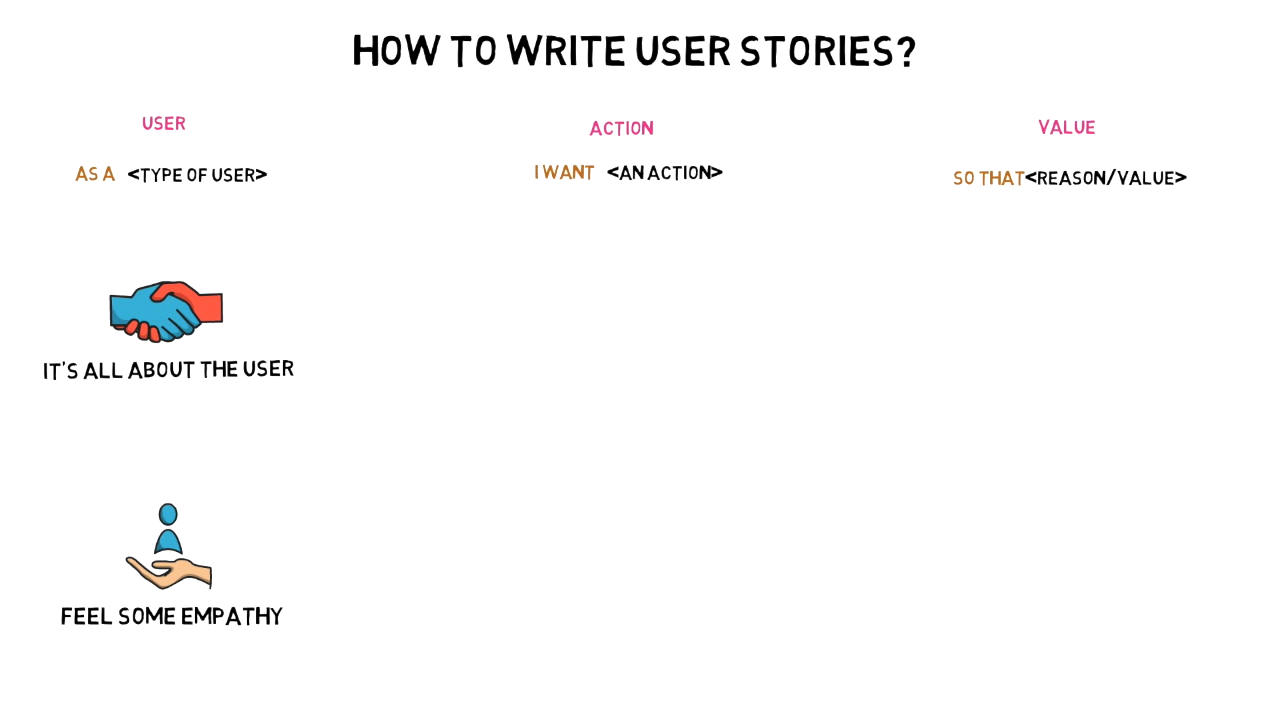 HOW TO WRITE USER STORIES?
USER
AS A <TYPE OF USER>
ACTION
I WANT <AN ACTION>
VALUE
SO THAT<REASON/VALUE>
IT'S ALL ABOUT THE USER
FEEL SOME EMPATHY